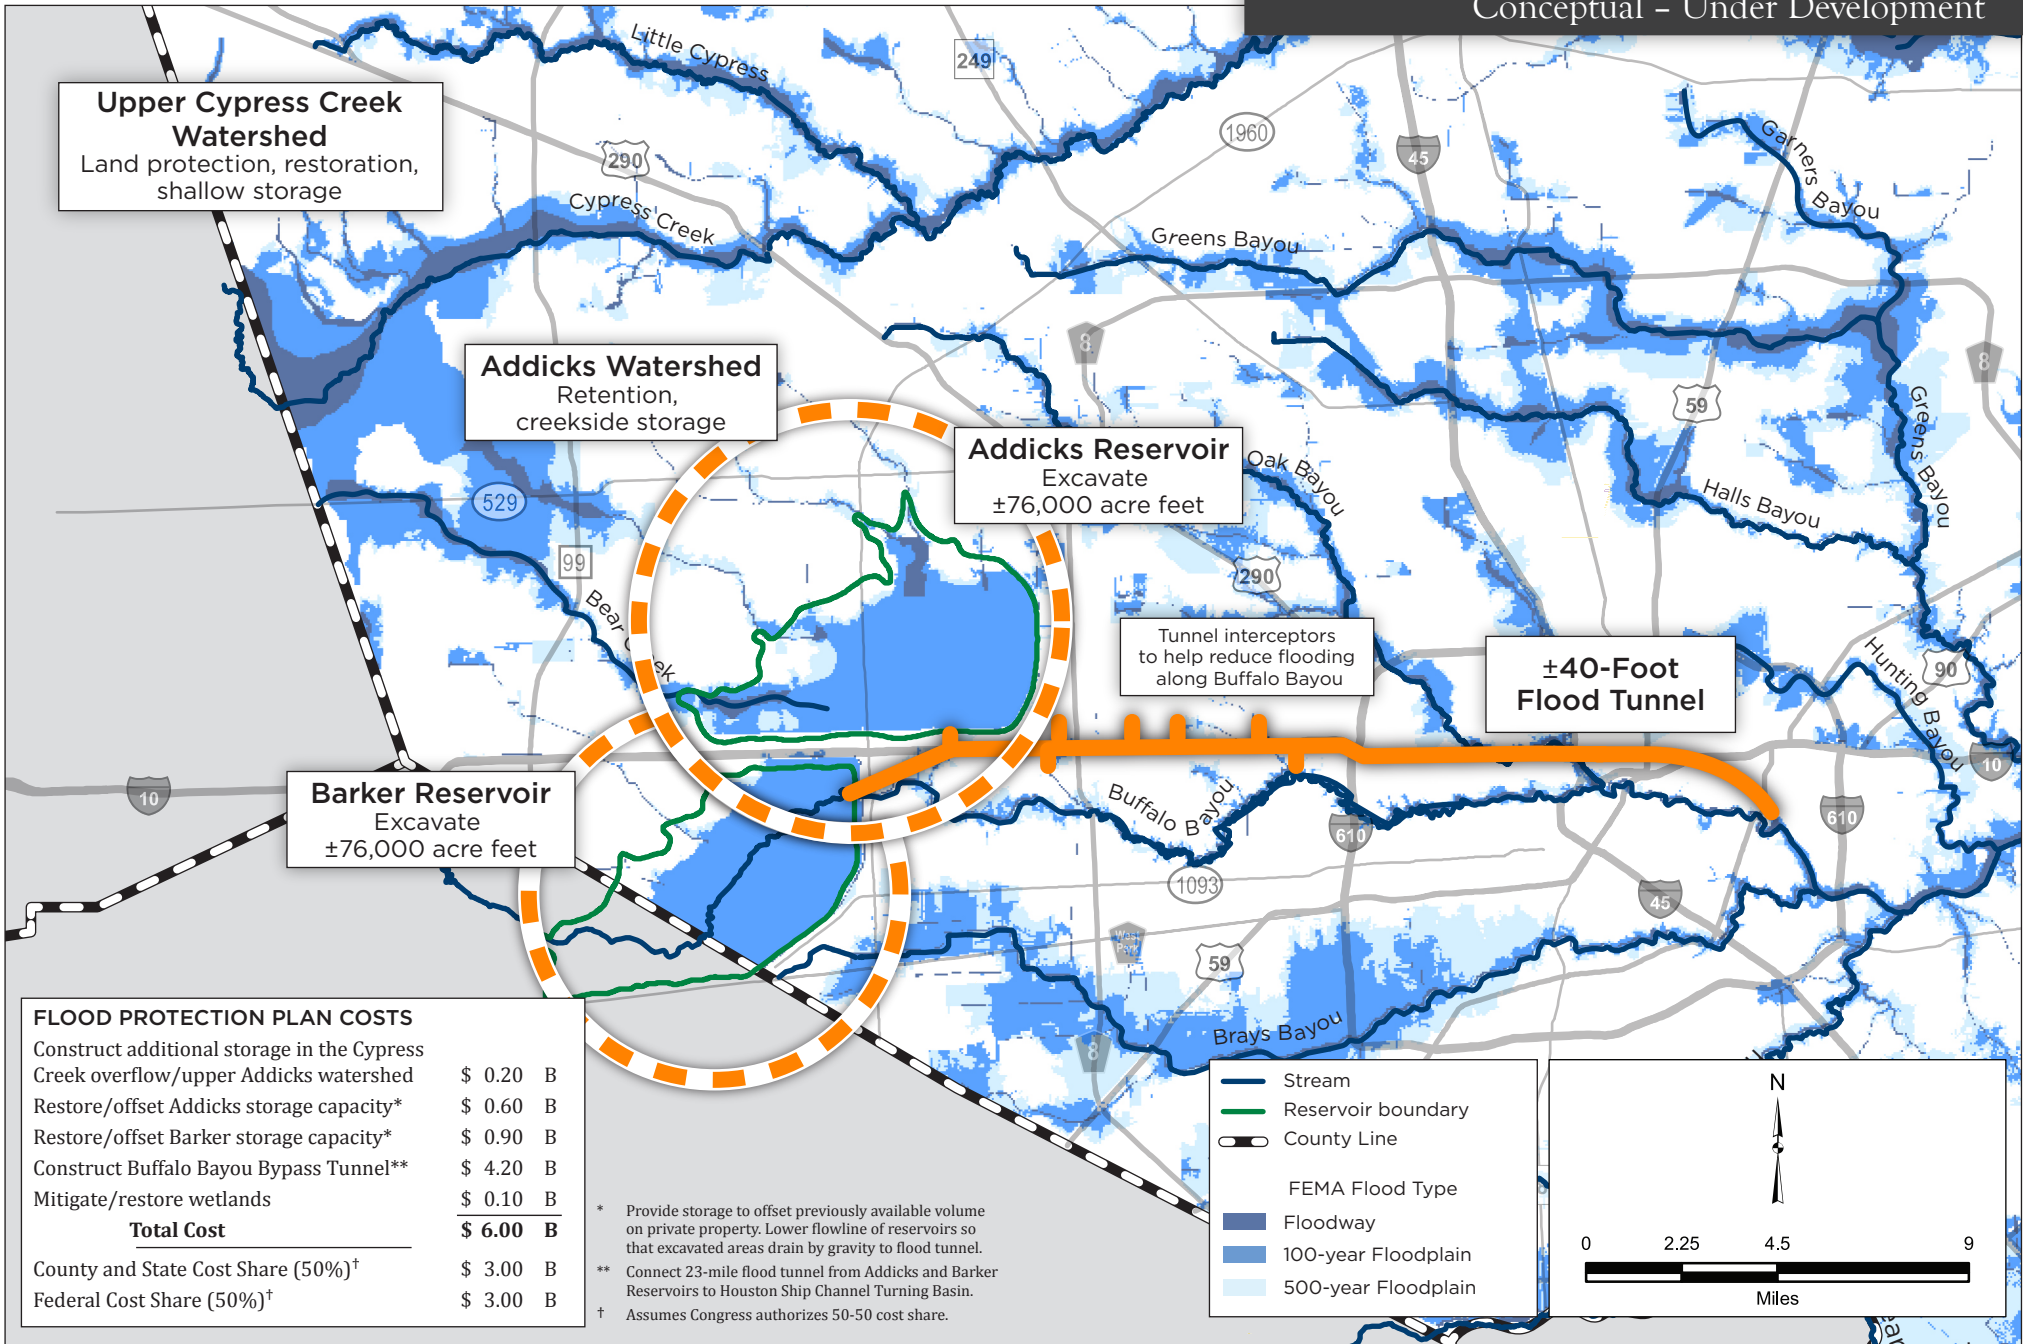 Conceptual – Under Development
Little Cypress
249
Upper Cypress Creek
Watershed
Land protection, restoration,
shallow storage
290
1960
45
Garners Bayou
Cypress Creek
Greens Bayou
8
8
Addicks Watershed
Retention,
creekside storage
59
Greens Bayou
Addicks Reservoir
Excavate
±76,000 acre feet
Oak Bayou
529
Halls Bayou
99
290
Bear
ek
Tunnel interceptors
to help reduce flooding
along Buffalo Bayou
±40-Foot
Flood Tunnel
Hunting Bayou
90
10
10
Barker Reservoir
Excavate
±76,000 acre feet
Buffalo Bayou
610
610
1093
45
West
Park
59
Brays Bayou
8
FLOOD PROTECTION PLAN COSTS
Construct additional storage in the Cypress
Creek overflow/upper Addicks watershed $ 0.20 B
Restore/offset Addicks storage capacity* $ 0.60 B
Restore/offset Barker storage capacity* $ 0.90 B
Construct Buffalo Bayou Bypass Tunnel** $ 4.20 B
Mitigate/restore wetlands $ 0.10 B
Total Cost $ 6.00 B
County and State Cost Share (50%)† $ 3.00 B
Federal Cost Share (50%)† $ 3.00 B
* Provide storage to offset previously available volume
on private property. Lower flowline of reservoirs so
that excavated areas drain by gravity to flood tunnel.
** Connect 23-mile flood tunnel from Addicks and Barker
Reservoirs to Houston Ship Channel Turning Basin.
† Assumes Congress authorizes 50-50 cost share.
Stream
Reservoir boundary
County Line
FEMA Flood Type
Floodway
100-year Floodplain
500-year Floodplain
N
0 2.25 4.5 9
Miles